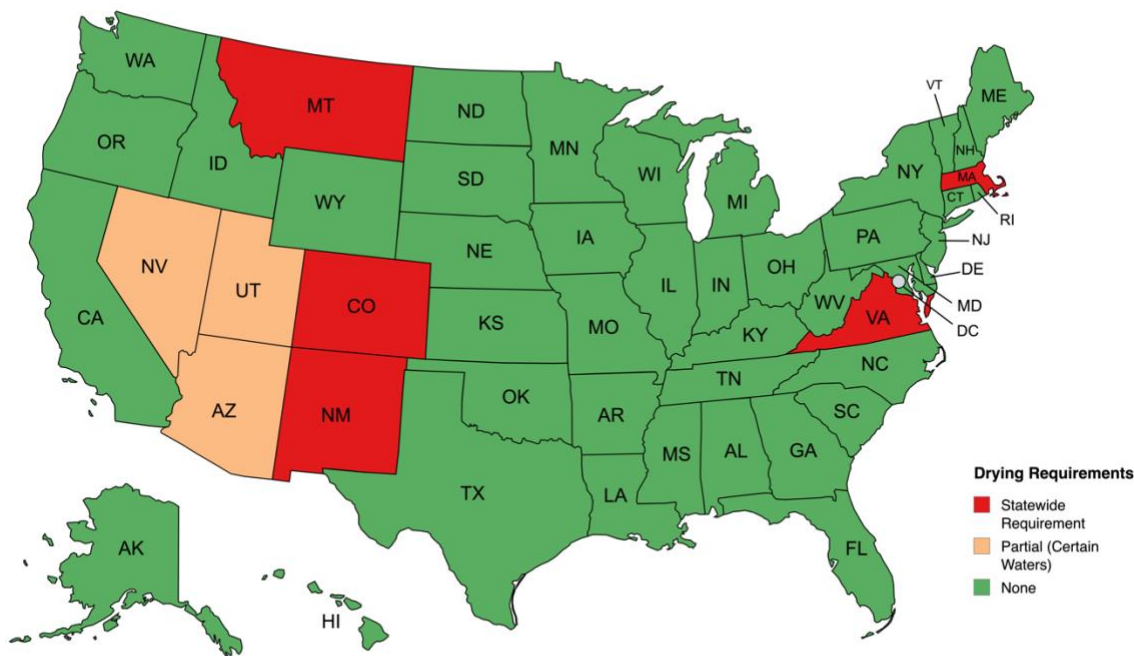 WA
MT
ND
MN
VT
ME
OR
ID
SD
WI
NH
NY
MA
WY
MI
CT
RI
NE
IA
PA
NJ
NV
UT
CO
IL
IN
OH
DE
CA
KS
MO
WV
VA
MD
KY
DC
AZ
NM
OK
AR
TN
NC
SC
MS
AL
GA
TX
LA
FL
AK
HI
Drying Requirements
Statewide
Requirement
Partial (Certain
Waters)
None